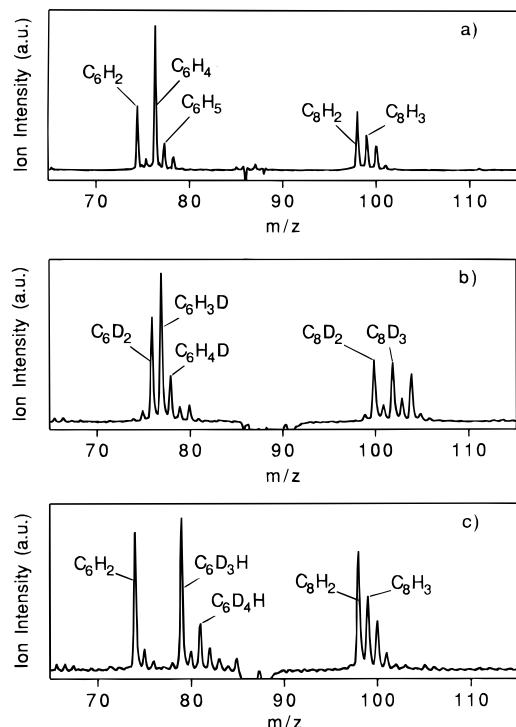 a)
C₆H₂
C₆H₄
C₆H₅
C₈H₂
C₈H₃
Ion Intensity (a.u.)
70 80 90 100 110
m/z
b)
C₆D₂
C₆H₃D
C₆H₄D
C₈D₂
C₈D₃
Ion Intensity (a.u.)
70 80 90 100 110
m/z
c)
C₆H₂
C₆D₃H
C₆D₄H
C₈H₂
C₈H₃
Ion Intensity (a.u.)
70 80 90 100 110
m/z